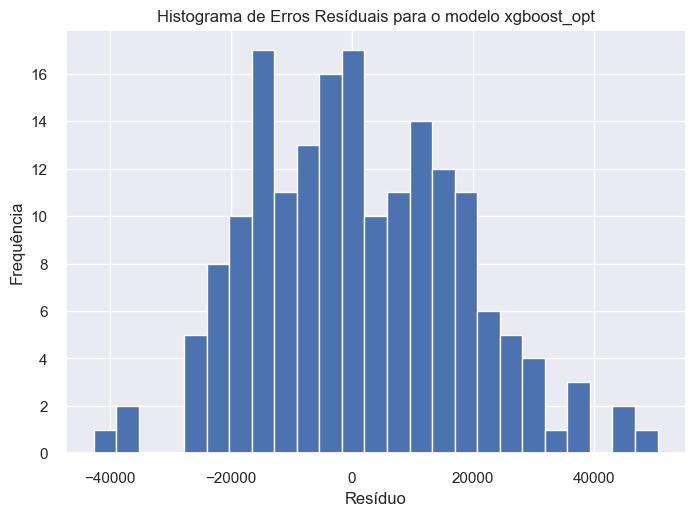 Histograma de Erros Resíduais para o modelo xgboost_opt
16
14
12
10
8
6
4
2
0
Frequência
−40000 −20000 0 20000 40000
Resíduo